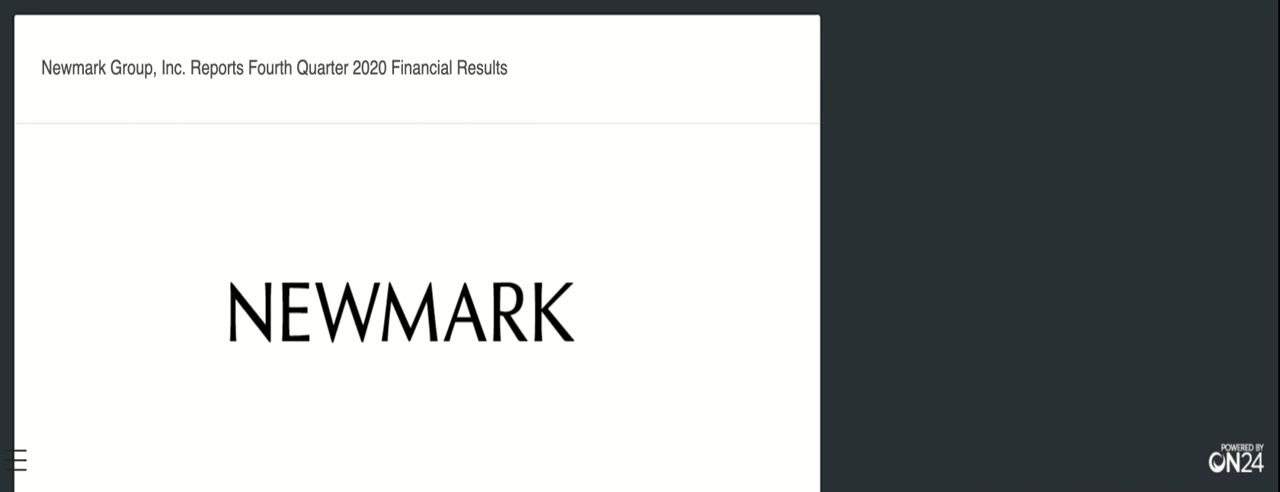 Newmark Group, Inc. Reports Fourth Quarter 2020 Financial Results
NEWMARK
POWERED BY
ON24